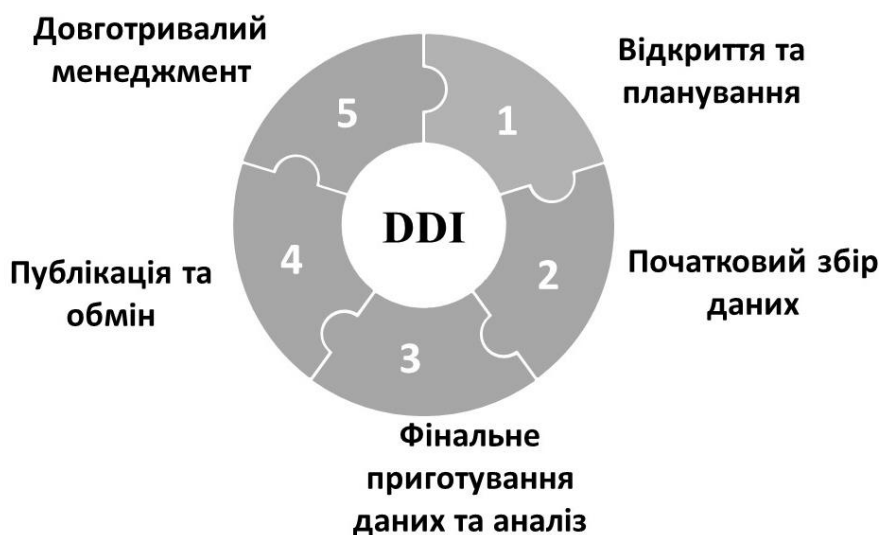 Довготривалий
менеджмент
5
1
Відкриття та
планування
DDI
4
2
Публікація та
обмін
Початковий збір
даних
3
Фінальне
приготування
даних та аналіз